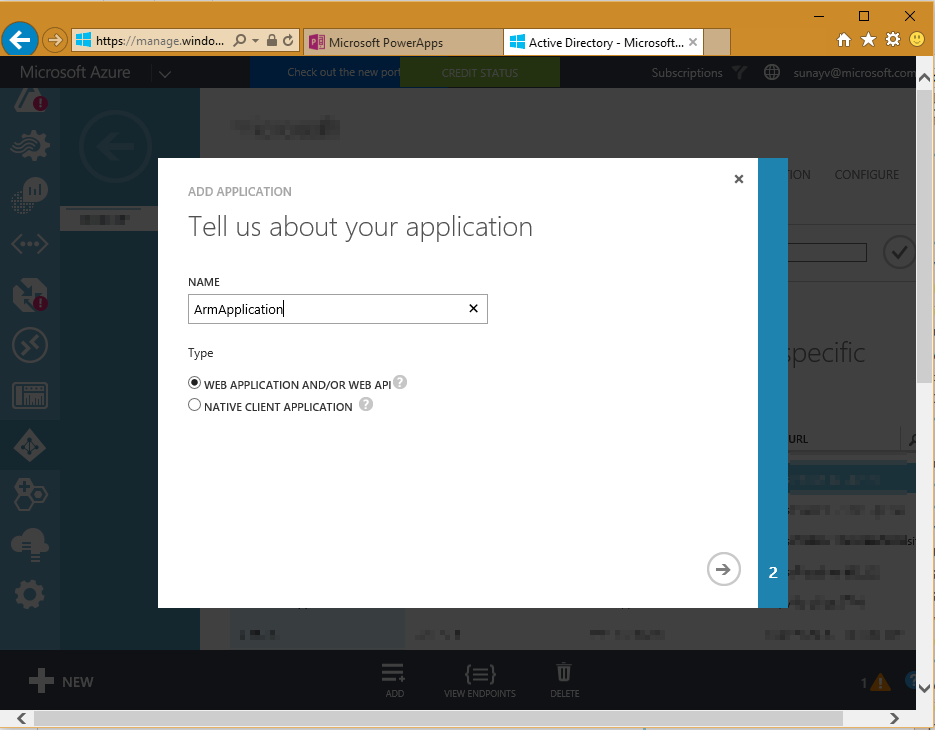 https://manage.windo...
Microsoft PowerApps
Active Directory - Microsoft...
Microsoft Azure
Check out the new port
CREDIT STATUS
Subscriptions
sunayv@microsoft.com
ION
CONFIGURE
ADD APPLICATION
Tell us about your application
NAME
ArmApplication
Type
WEB APPLICATION AND/OR WEB API
?
NATIVE CLIENT APPLICATION
?
specific
URL
2
NEW
ADD
VIEW ENDPOINTS
DELETE
1